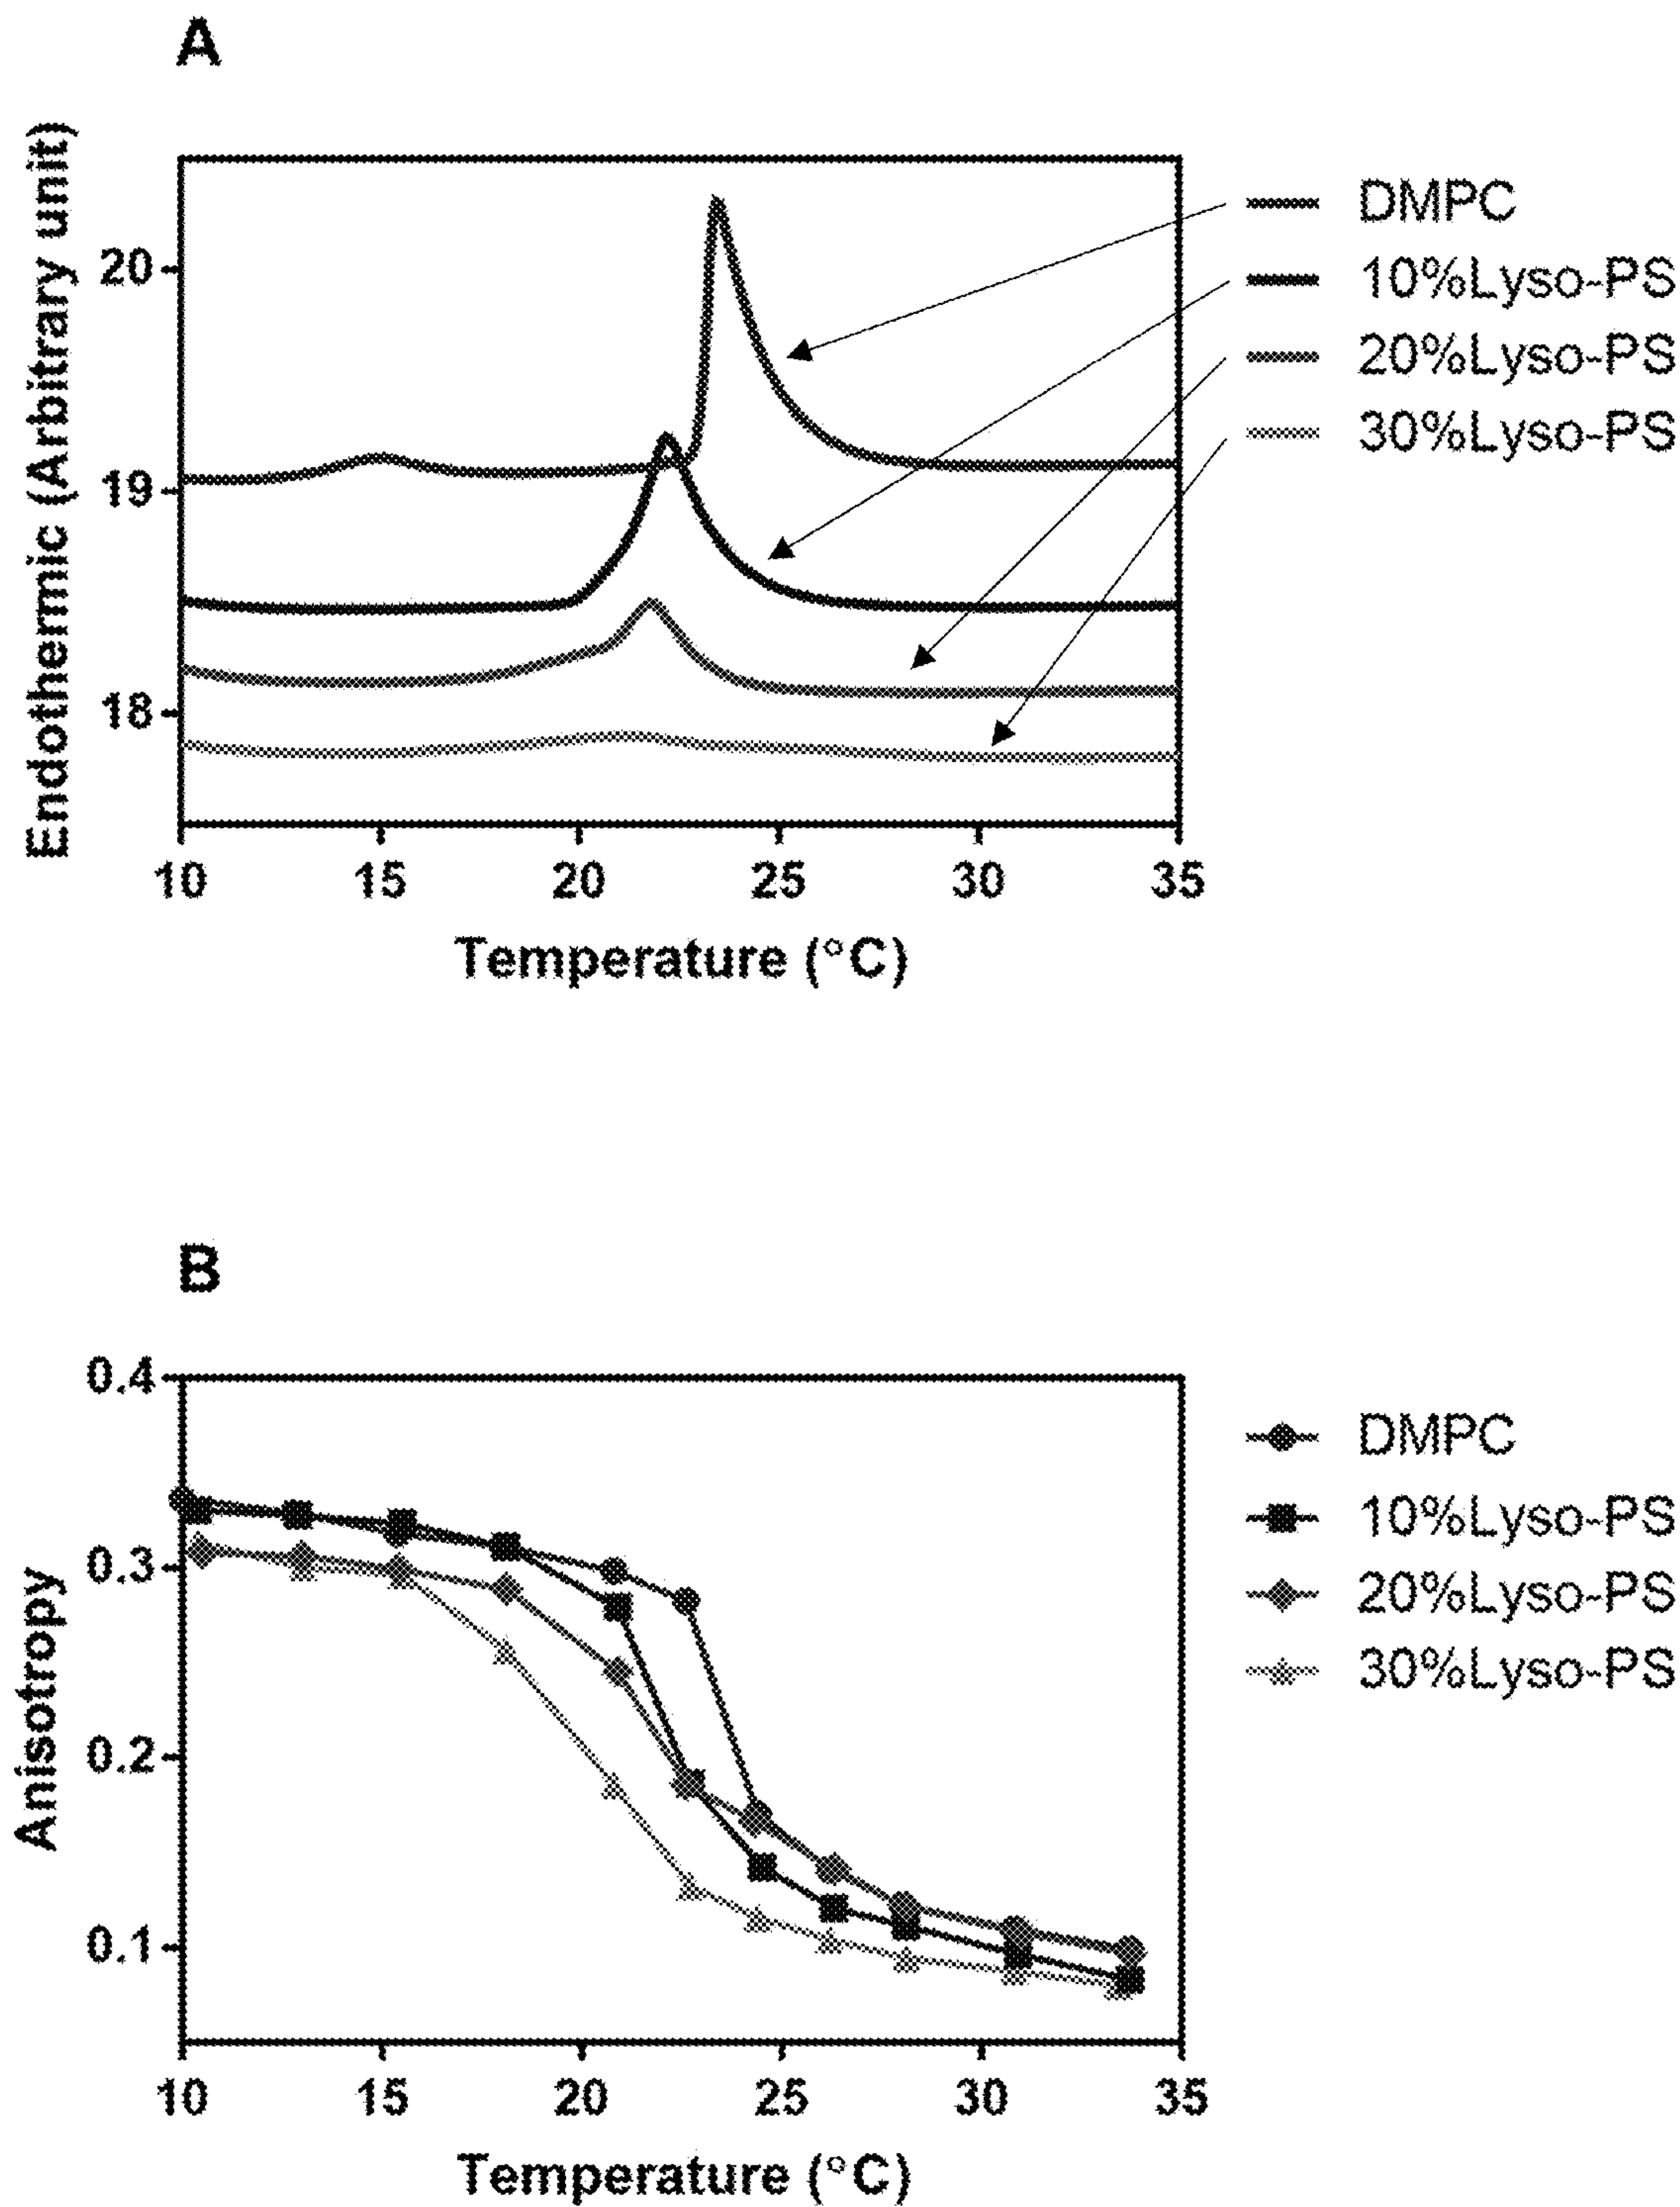 A
Endothermic (Arbitrary unit)
20
19
18
10 15 20 25 30 35
Temperature (°C)
DMPC
10%Lyso-PS
20%Lyso-PS
30%Lyso-PS
B
Anisotropy
0.4
0.3
0.2
0.1
10 15 20 25 30 35
Temperature (°C)
DMPC
10%Lyso-PS
20%Lyso-PS
30%Lyso-PS